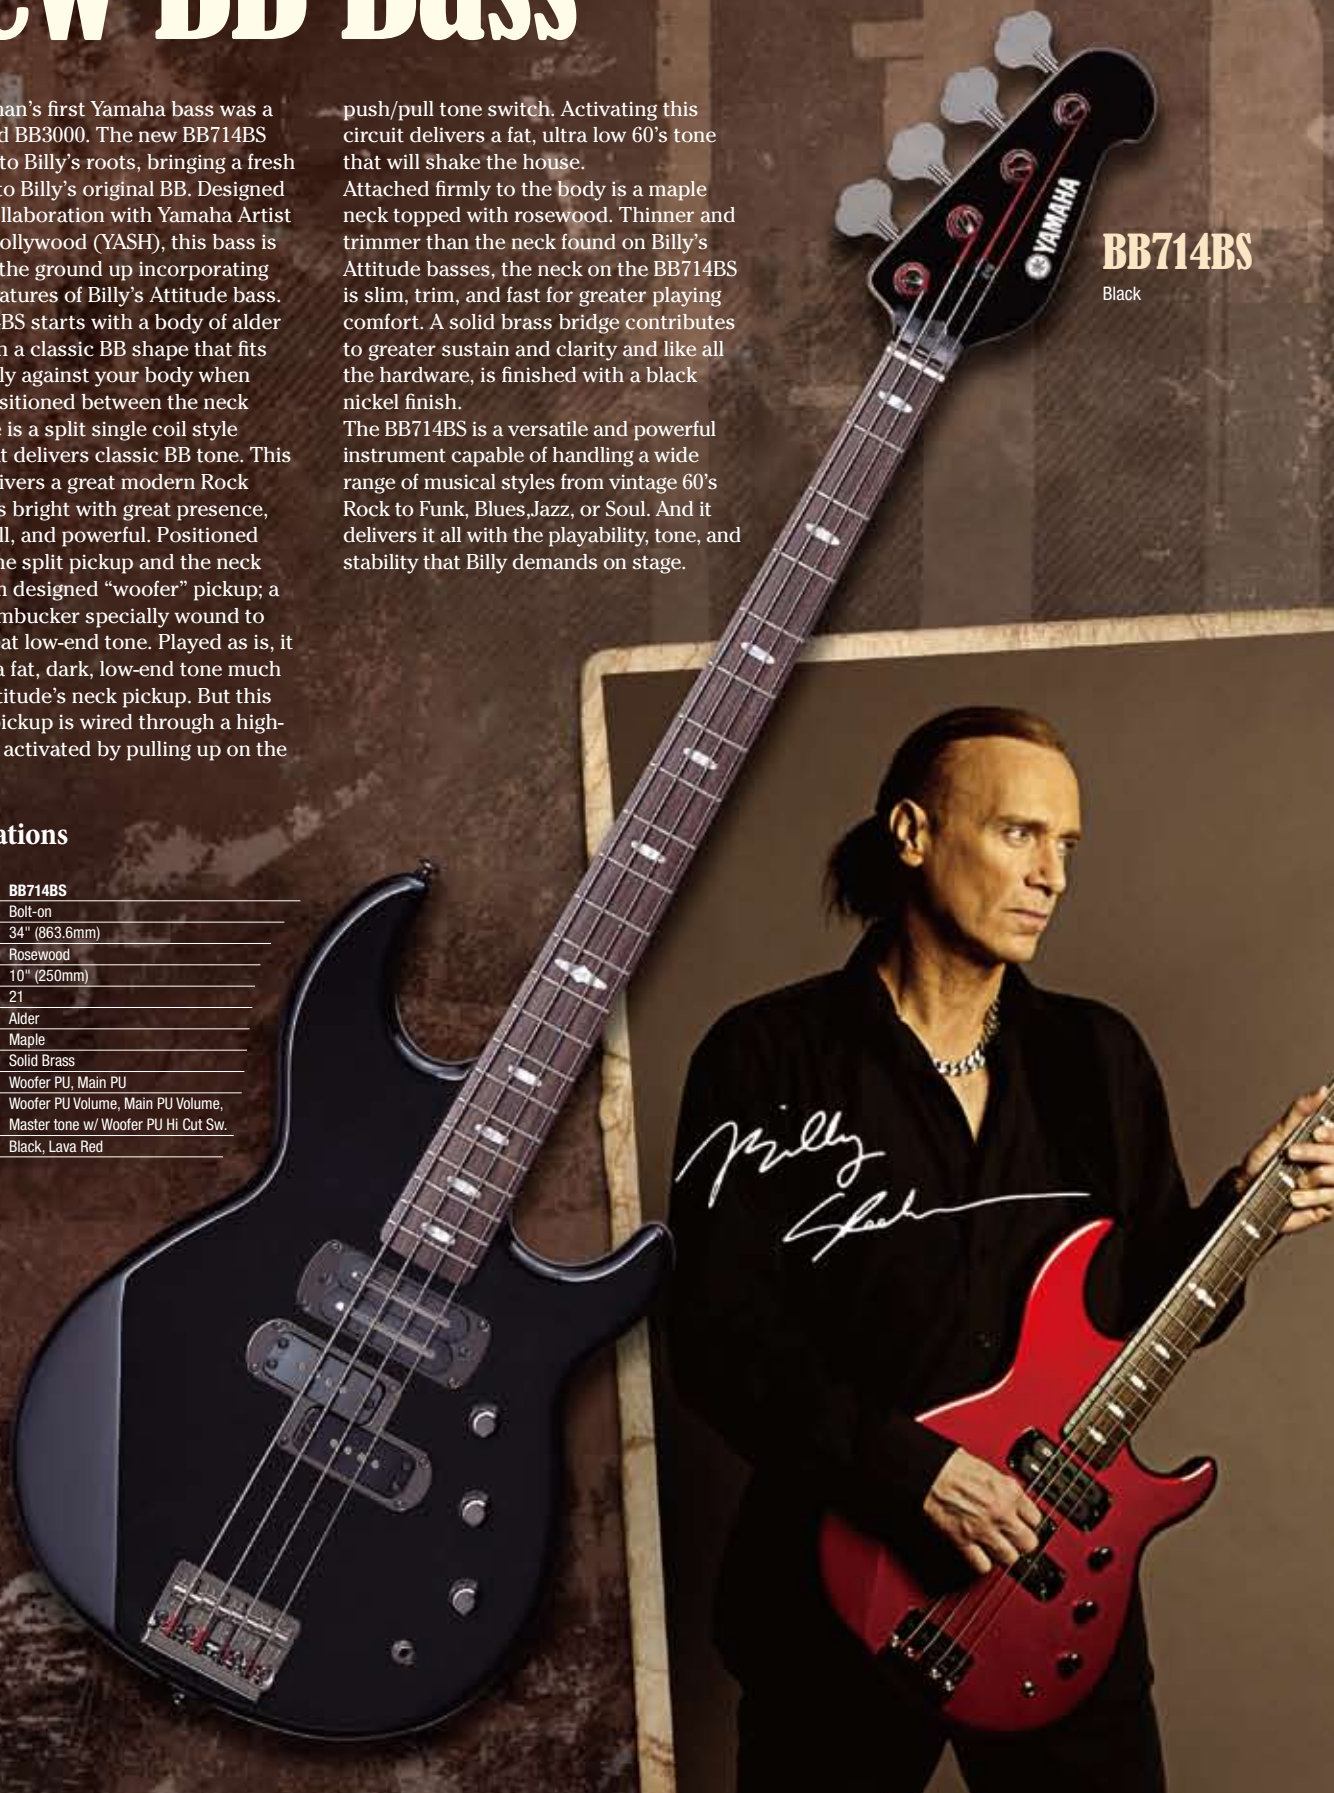 BB Bass
man's first Yamaha bass was a
BB3000. The new BB714BS
to Billy's roots, bringing a fresh
to Billy's original BB. Designed
collaboration with Yamaha Artist
Hollywood (YASH), this bass is
the ground up incorporating
features of Billy's Attitude bass.
BS starts with a body of alder
a classic BB shape that fits
against your body when
positioned between the neck
is a split single coil style
delivers classic BB tone. This
delivers a great modern Rock
bright with great presence,
and powerful. Positioned
split pickup and the neck
designed “woofer” pickup; a
humbucker specially wound to
low-end tone. Played as is, it
a fat, dark, low-end tone much
Attitude's neck pickup. But this
pickup is wired through a high-
activated by pulling up on the
push/pull tone switch. Activating this
circuit delivers a fat, ultra low 60's tone
that will shake the house.
Attached firmly to the body is a maple
neck topped with rosewood. Thinner and
trimmer than the neck found on Billy's
Attitude basses, the neck on the BB714BS
is slim, trim, and fast for greater playing
comfort. A solid brass bridge contributes
to greater sustain and clarity and like all
the hardware, is finished with a black
nickel finish.
The BB714BS is a versatile and powerful
instrument capable of handling a wide
range of musical styles from vintage 60's
Rock to Funk, Blues,Jazz, or Soul. And it
delivers it all with the playability, tone, and
stability that Billy demands on stage.
YAMAHA
BB714BS
Black
ations
BB714BS
Bolt-on
34" (863.6mm)
Rosewood
10" (250mm)
21
Alder
Maple
Solid Brass
Woofer PU, Main PU
Woofer PU Volume, Main PU Volume,
Master tone w/ Woofer PU Hi Cut Sw.
Black, Lava Red
Billy
Sheehan